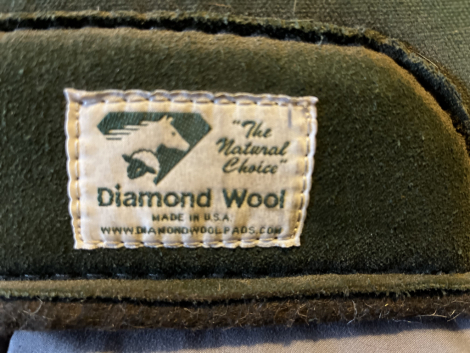 "The
Natural
Choice"
Diamond Wool
MADE IN U.S.A.
WWW.DIAMONDWOOLPADS.COM